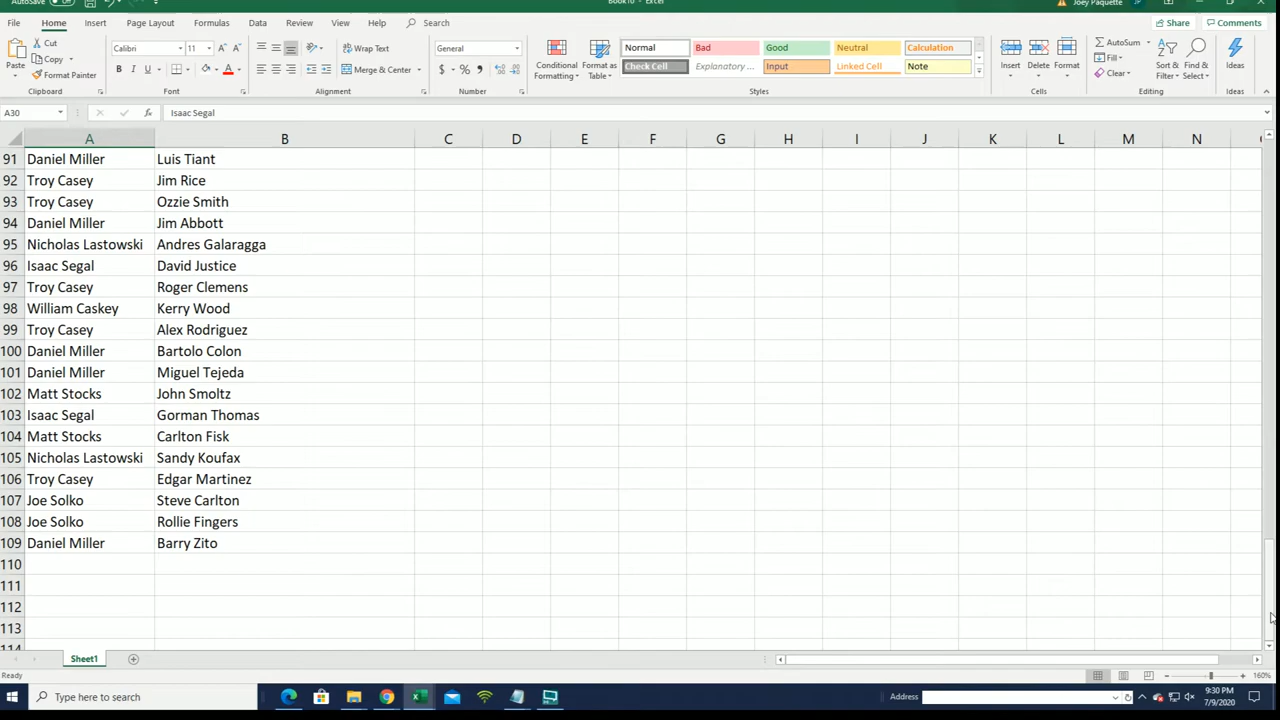 AutoSave Off Book10 - Excel Joey Paquette JP
File Home Insert Page Layout Formulas Data Review View Help Search Share Comments
Paste Cut Copy Format Painter Clipboard
Calibri 11 A A B I U A Font
Wrap Text Merge & Center Alignment
General $ % , Number
Conditional Formatting Format as Table
Normal Bad Good Neutral Calculation
Check Cell Explanatory ... Input Linked Cell Note
Styles
Insert Delete Format Cells
AutoSum Fill Clear Sort & Filter Find & Select Editing
Ideas Ideas
A30 fx Isaac Segal
A B C D E F G H I J K L M N
91 Daniel Miller Luis Tiant
92 Troy Casey Jim Rice
93 Troy Casey Ozzie Smith
94 Daniel Miller Jim Abbott
95 Nicholas Lastowski Andres Galaragga
96 Isaac Segal David Justice
97 Troy Casey Roger Clemens
98 William Caskey Kerry Wood
99 Troy Casey Alex Rodriguez
100 Daniel Miller Bartolo Colon
101 Daniel Miller Miguel Tejeda
102 Matt Stocks John Smoltz
103 Isaac Segal Gorman Thomas
104 Matt Stocks Carlton Fisk
105 Nicholas Lastowski Sandy Koufax
106 Troy Casey Edgar Martinez
107 Joe Solko Steve Carlton
108 Joe Solko Rollie Fingers
109 Daniel Miller Barry Zito
110
111
112
113
114
Sheet1
Ready 160%
Type here to search Address 9:30 PM
7/9/2020